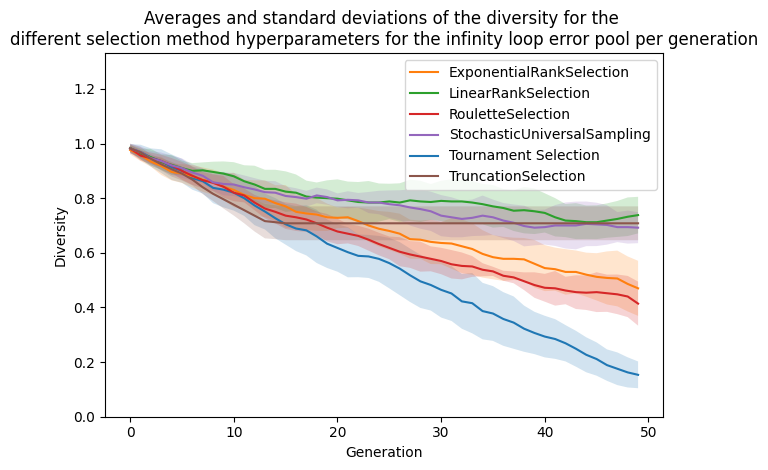 Averages and standard deviations of the diversity for the
different selection method hyperparameters for the infinity loop error pool per generation
ExponentialRankSelection
LinearRankSelection
RouletteSelection
StochasticUniversalSampling
Tournament Selection
TruncationSelection
Diversity
1.2
1.0
0.8
0.6
0.4
0.2
0.0
0 10 20 30 40 50
Generation